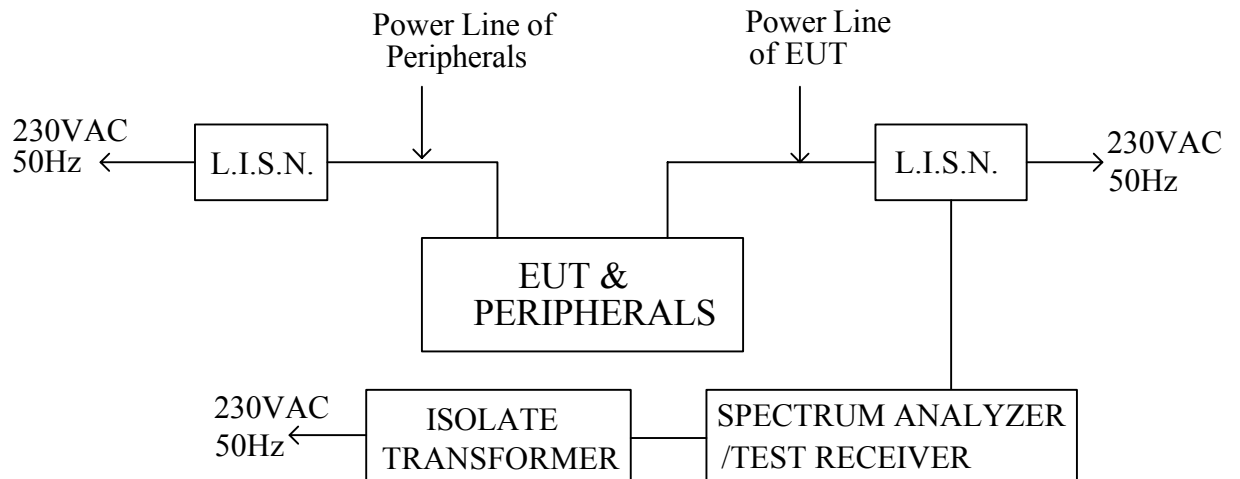 Power Line of
Peripherals
Power Line
of EUT
230VAC
50Hz
L.I.S.N.
L.I.S.N.
230VAC
50Hz
EUT &
PERIPHERALS
230VAC
50Hz
ISOLATE
TRANSFORMER
SPECTRUM ANALYZER
/TEST RECEIVER